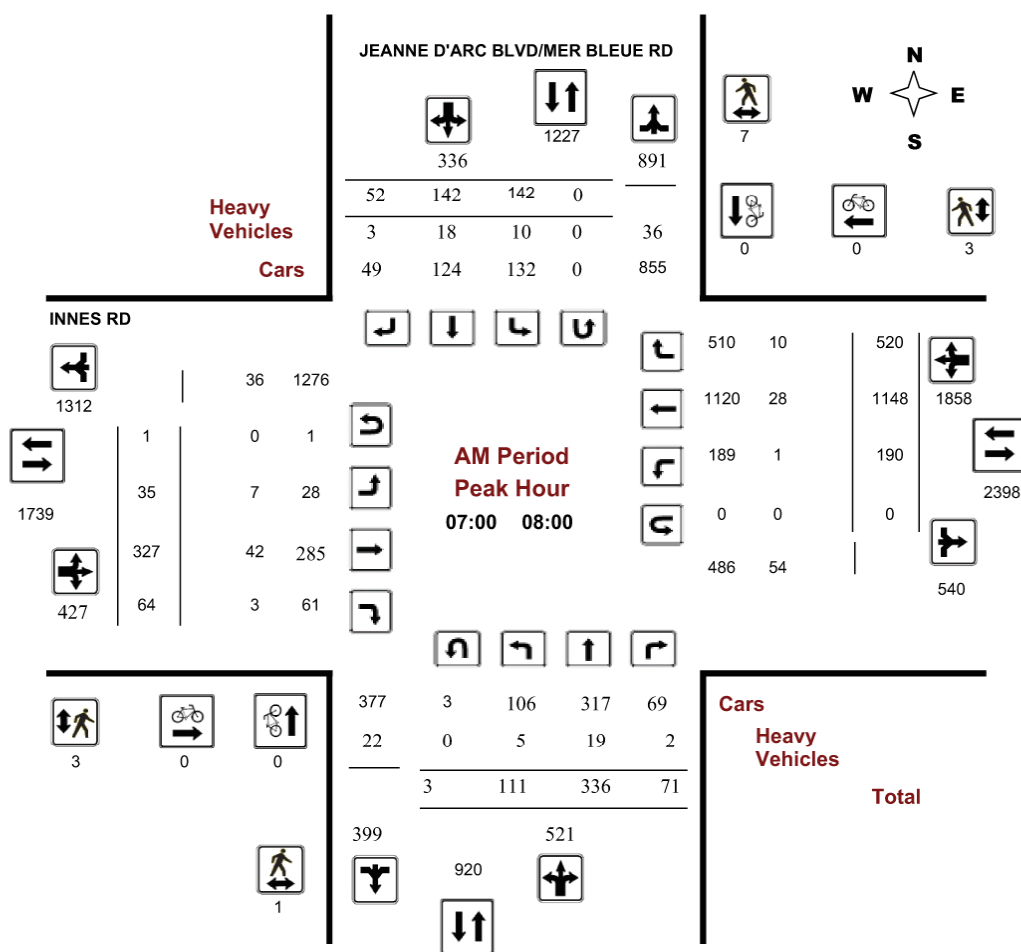 JEANNE D'ARC BLVD/MER BLEUE RD
N
W E
S
1227
7
336 891
52 142 142 0
Heavy
Vehicles
3 18 10 0 36
Cars
49 124 132 0 855
0 0 3
INNES RD
510 10 520
1312
36 1276
1120 28 1148 1858
1 0 1
AM Period
189 1 190
35 7 28
Peak Hour
2398
1739
07:00 08:00
0 0 0
327 42 285
486 54
540
427
64 3 61
377 3 106 317 69
Cars
22 0 5 19 2
Heavy
Vehicles
3 0 0
3 111 336 71
Total
399 521
920
1